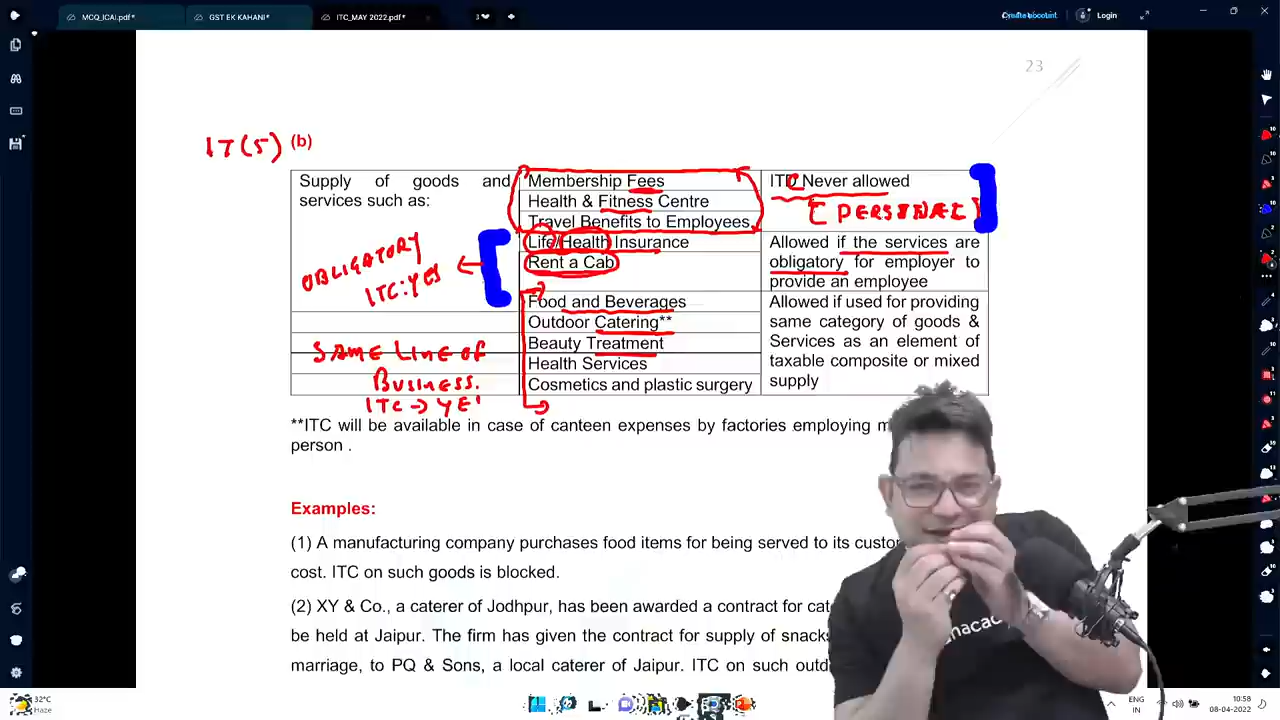 MCQ_ICAI.pdf*
GST EK KAHANI*
ITC_MAY 2022.pdf*
3
Create account
Login
23
17(5) (b)
Supply of goods and services such as:
Membership Fees
Health & Fitness Centre
Travel Benefits to Employees
ITC Never allowed
[PERSONAL]
Life/Health Insurance
Rent a Cab
Allowed if the services are
obligatory for employer to
provide an employee
OBLIGATORY
ITC:YES
Food and Beverages
Outdoor Catering**
Beauty Treatment
Health Services
Cosmetics and plastic surgery
Allowed if used for providing
same category of goods &
Services as an element of
taxable composite or mixed
supply
SAME LINE OF
BUSINESS.
ITC → YES
**ITC will be available in case of canteen expenses by factories employing
person .
Examples:
(1) A manufacturing company purchases food items for being served to its
cost. ITC on such goods is blocked.
(2) XY & Co., a caterer of Jodhpur, has been awarded a contract for
be held at Jaipur. The firm has given the contract for supply of snacks
marriage, to PQ & Sons, a local caterer of Jaipur. ITC on such
32°C
Haze
ENG
IN
10:58
08-04-2022